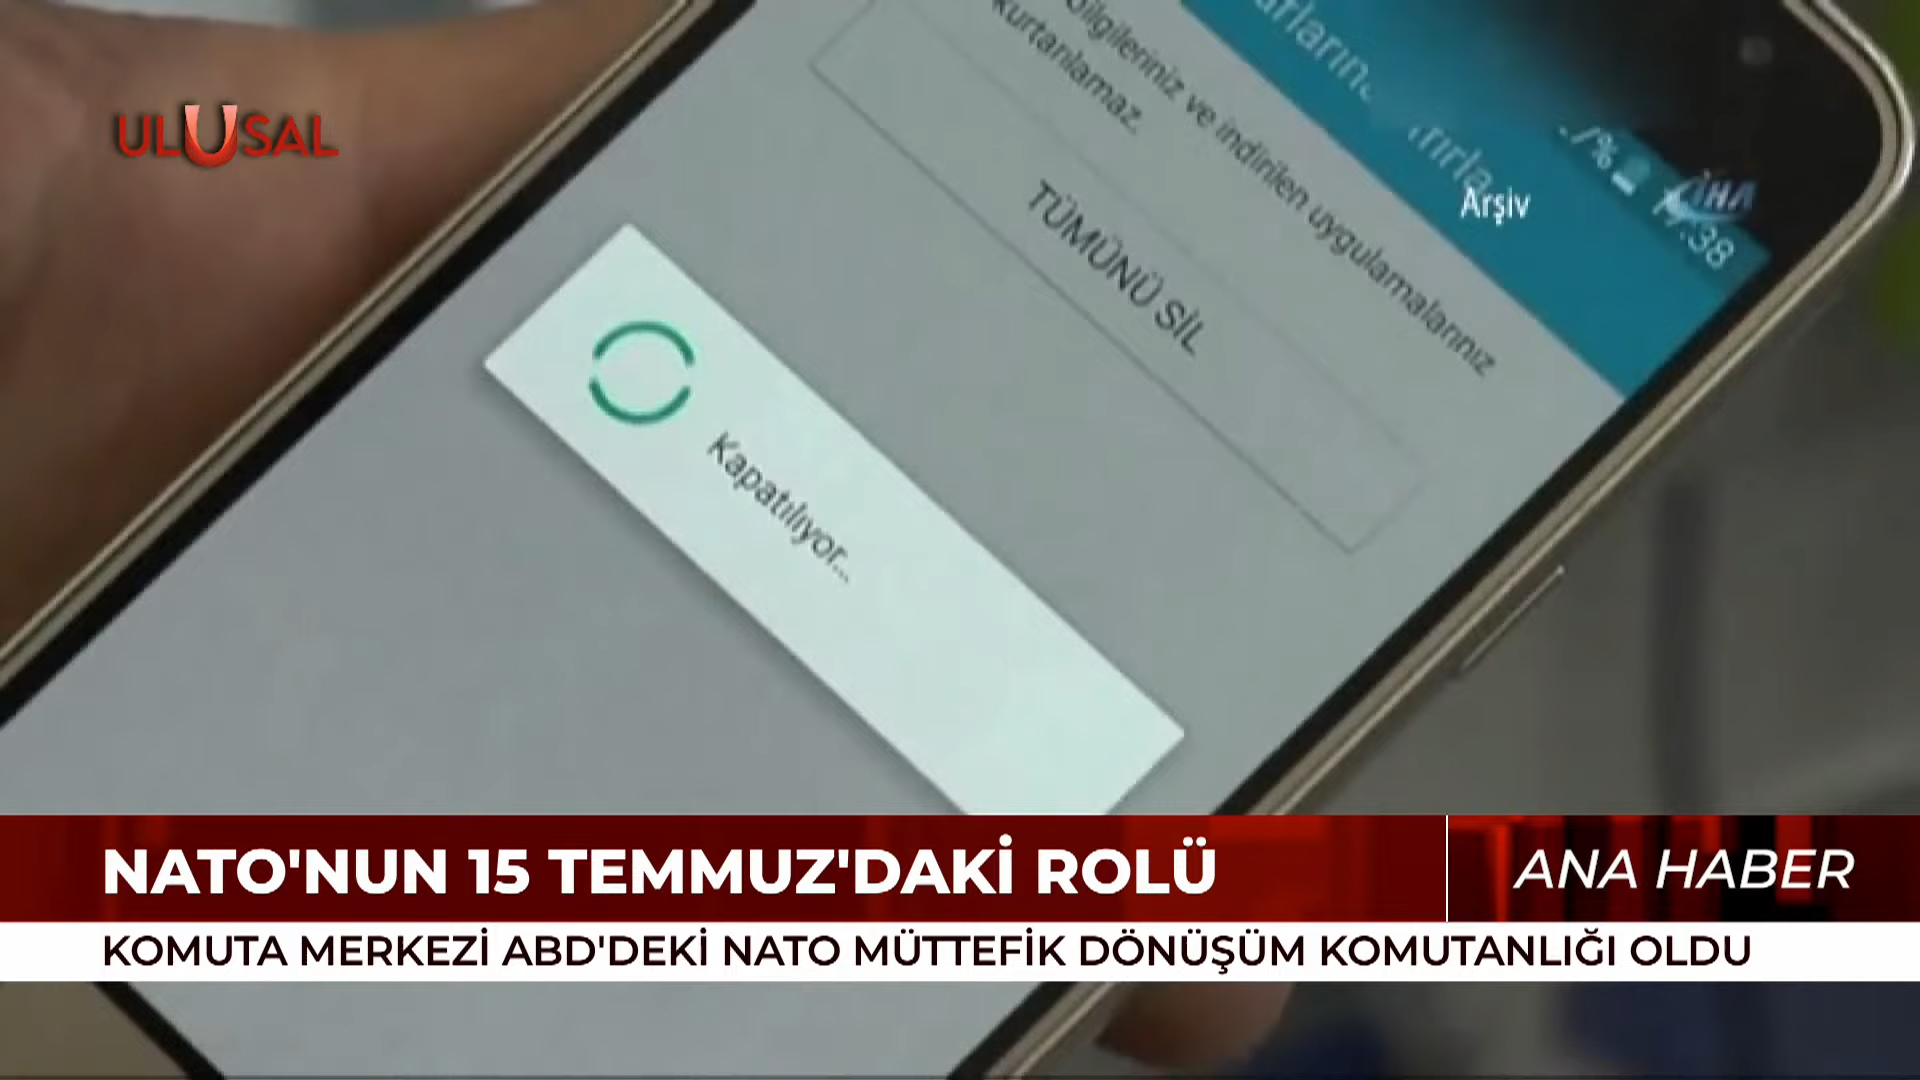 ULUSAL
bilgileriniz ve indirilen uygulamalarınız
kurtarılamaz.
TÜMÜNÜ SİL
Kapatılıyor...
İHA
Arşiv
NATO'NUN 15 TEMMUZ'DAKİ ROLÜ
ANA HABER
KOMUTA MERKEZİ ABD'DEKİ NATO MÜTTEFİK DÖNÜŞÜM KOMUTANLIĞI OLDU